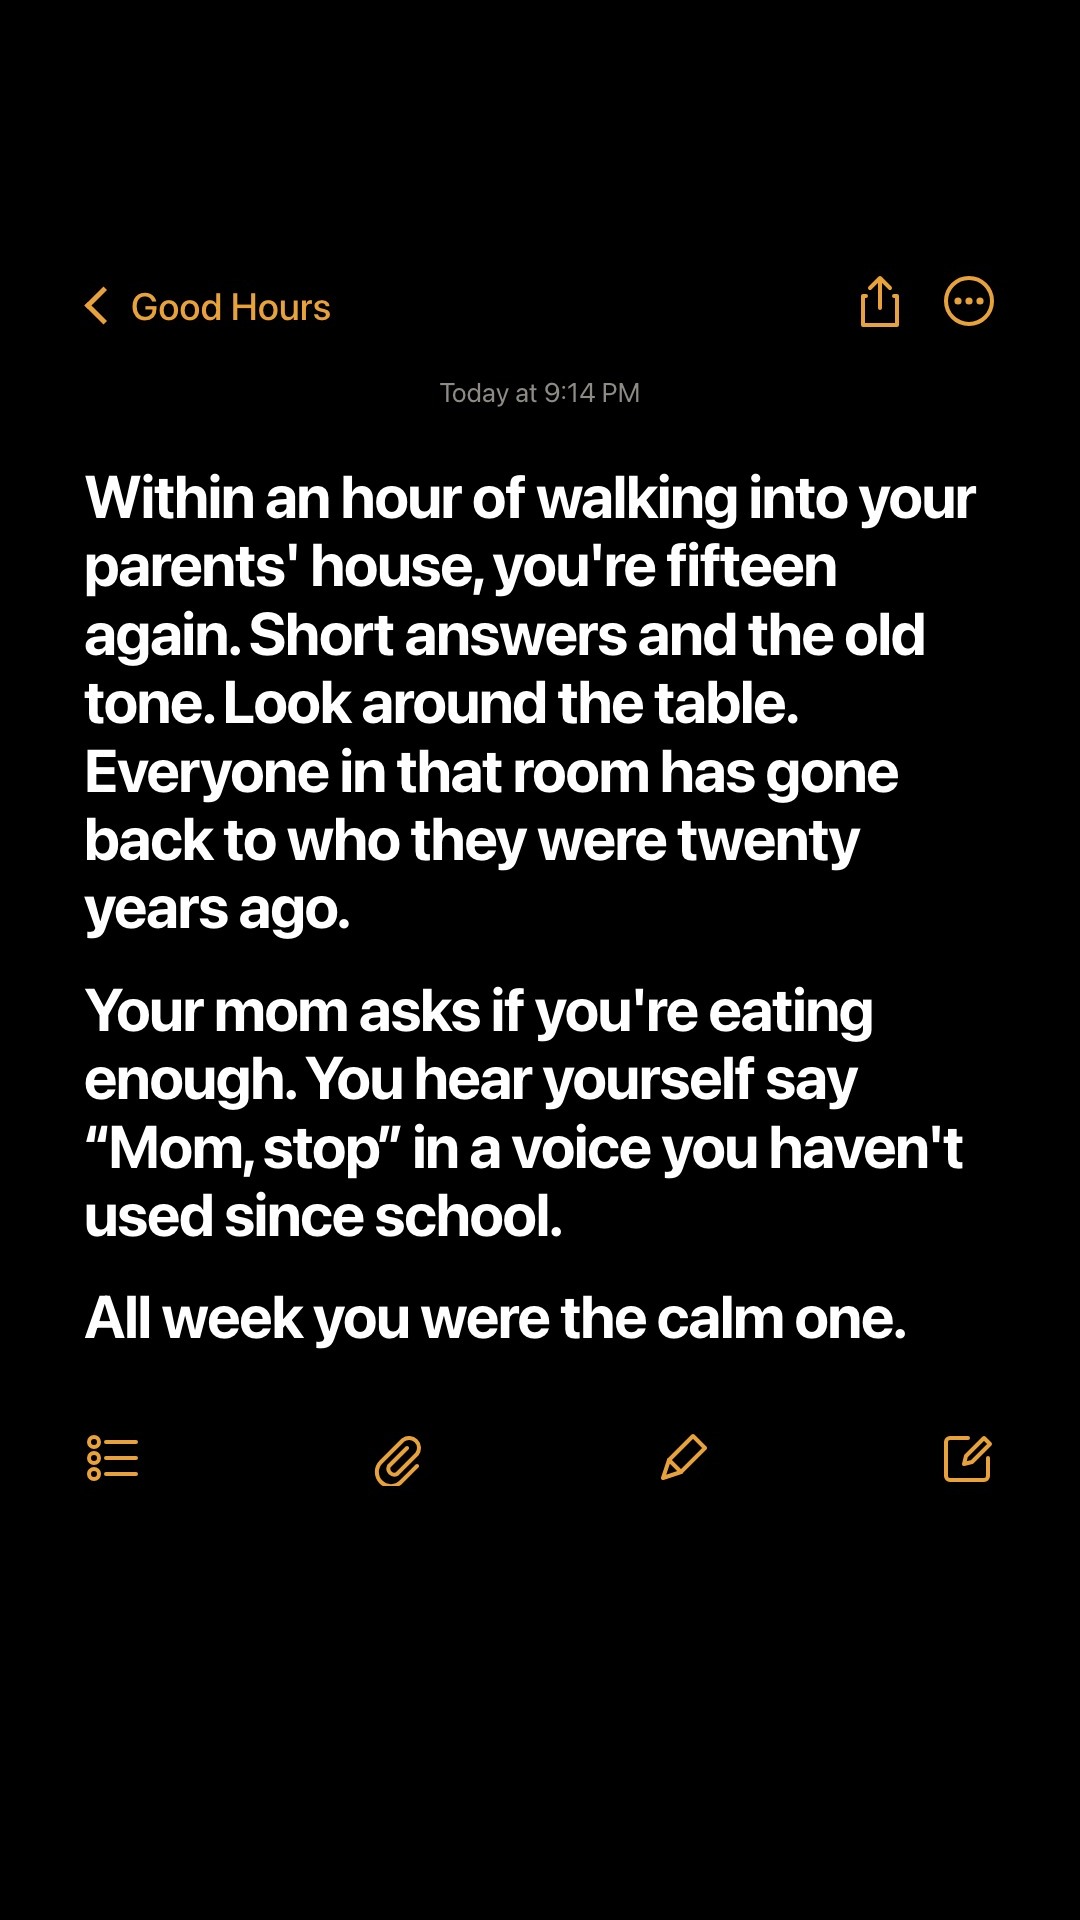 Good Hours
Today at 9:14 PM
Within an hour of walking into your
parents' house, you're fifteen
again. Short answers and the old
tone. Look around the table.
Everyone in that room has gone
back to who they were twenty
years ago.
Your mom asks if you're eating
enough. You hear yourself say
“Mom, stop” in a voice you haven't
used since school.
All week you were the calm one.